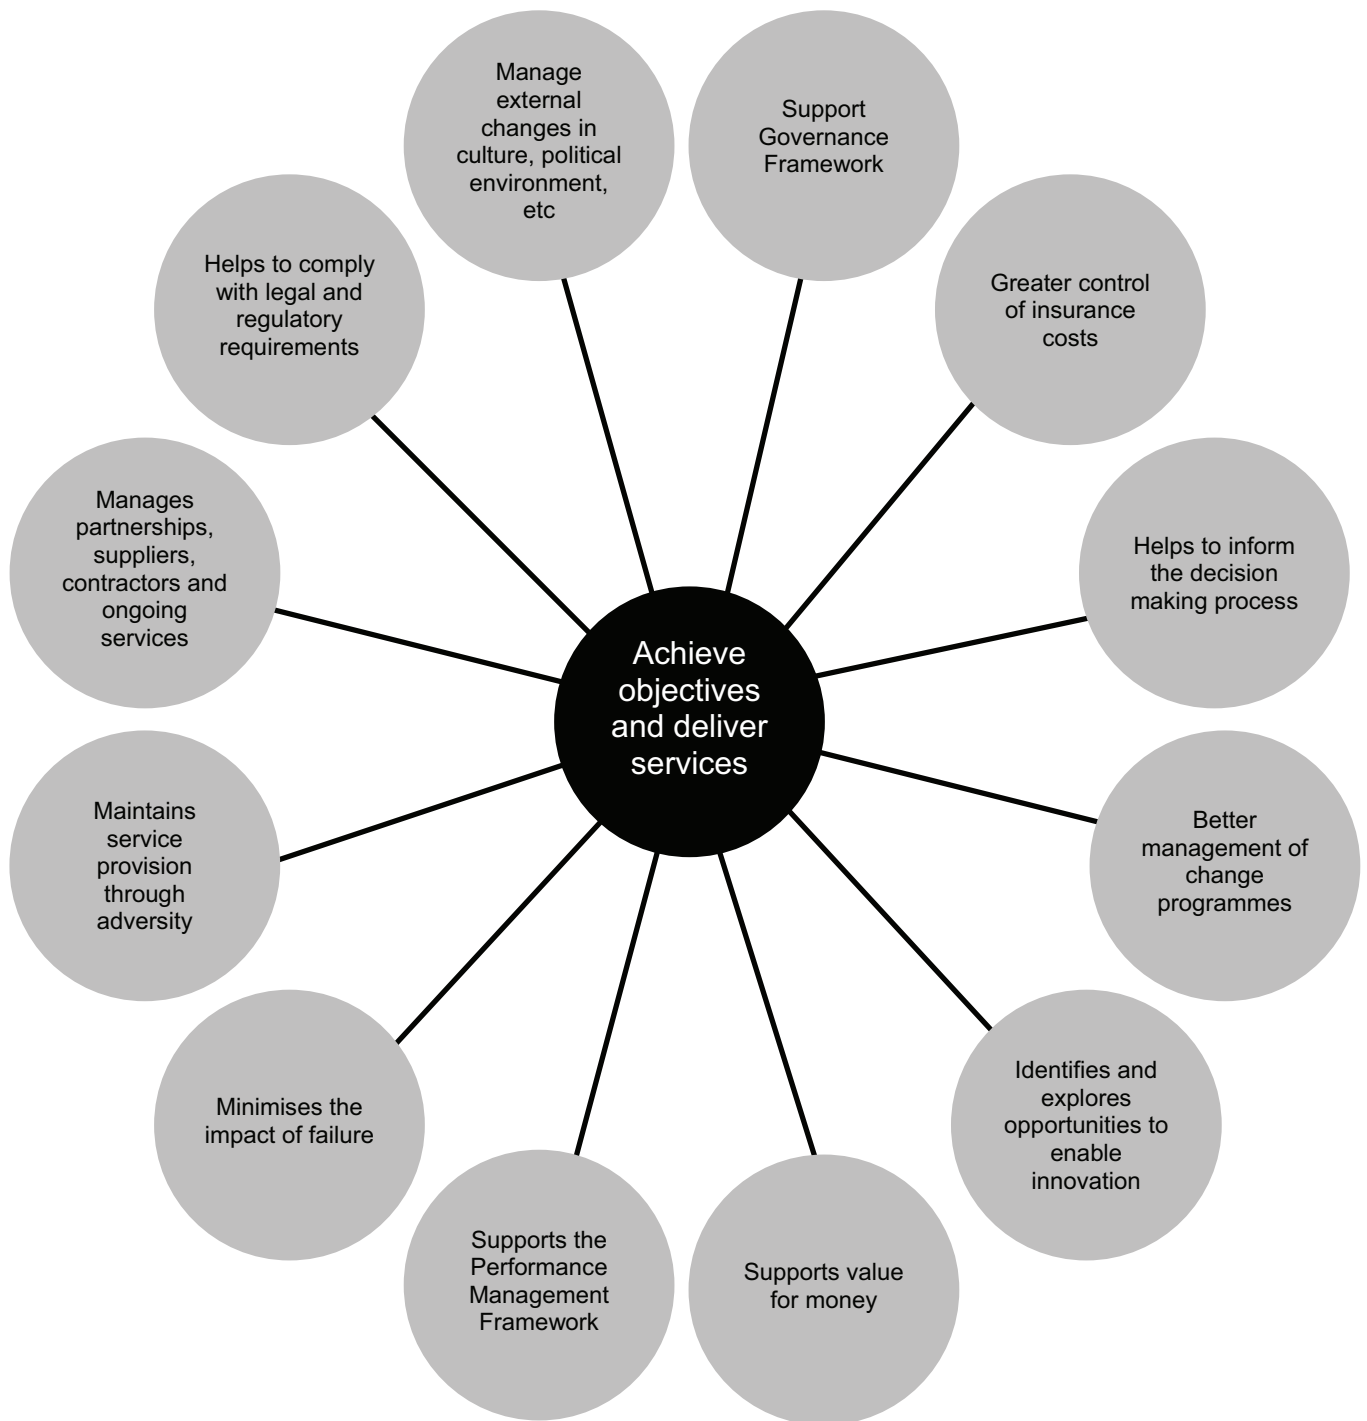 Manage
external
changes in
culture, political
environment,
etc
Support
Governance
Framework
Greater control
of insurance
costs
Helps to inform
the decision
making process
Better
management of
change
programmes
Identifies and
explores
opportunities to
enable
innovation
Supports value
for money
Supports the
Performance
Management
Framework
Minimises the
impact of failure
Maintains
service
provision
through
adversity
Manages
partnerships,
suppliers,
contractors and
ongoing
services
Helps to comply
with legal and
regulatory
requirements
Achieve
objectives
and deliver
services